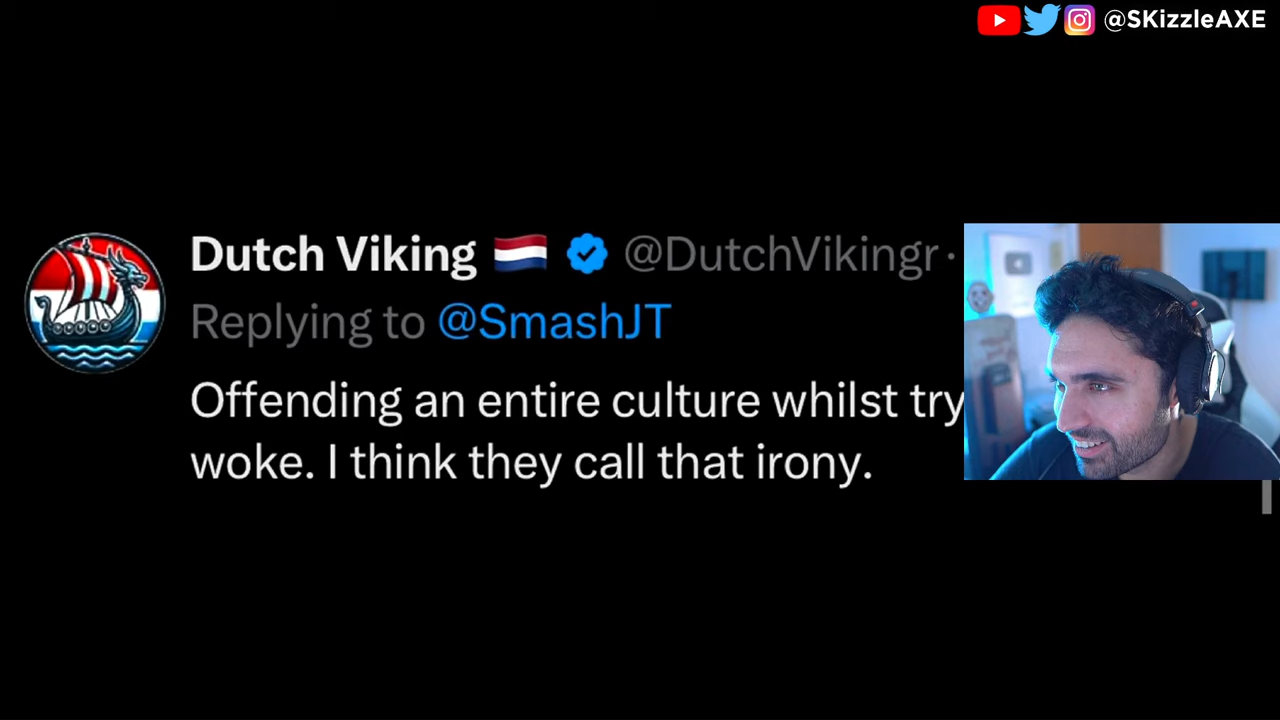 @SKizzleAXE
Dutch Viking @DutchVikingr ·
Replying to @SmashJT
Offending an entire culture whilst try
woke. I think they call that irony.